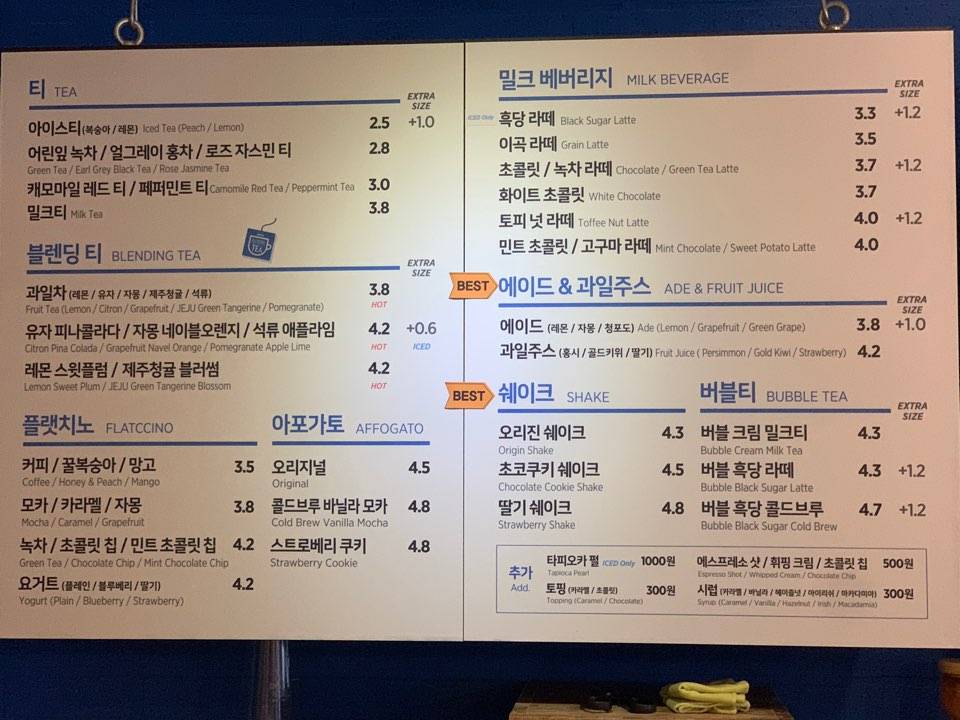 티 TEA
EXTRA SIZE
아이스티(복숭아 / 레몬) Iced Tea (Peach / Lemon) 2.5 +1.0
어린잎 녹차 / 얼그레이 홍차 / 로즈 자스민 티 2.8
Green Tea / Earl Grey Black Tea / Rose Jasmine Tea
캐모마일 레드 티 / 페퍼민트 티 Camomile Red Tea / Peppermint Tea 3.0
밀크티 Milk Tea 3.8
블렌딩 티 BLENDING TEA
TEA
EXTRA SIZE
과일차 (레몬 / 유자 / 자몽 / 제주청귤 / 석류) 3.8
Fruit Tea (Lemon / Citron / Grapefruit / JEJU Green Tangerine / Pomegranate) HOT
유자 피나콜라다 / 자몽 네이블오렌지 / 석류 애플라임 4.2 +0.6
Citron Pina Colada / Grapefruit Navel Orange / Pomegranate Apple Lime HOT ICED
레몬 스윗플럼 / 제주청귤 블러썸 4.2
Lemon Sweet Plum / JEJU Green Tangerine Blossom HOT
플랫치노 FLATCCINO
커피 / 꿀복숭아 / 망고 3.5
Coffee / Honey & Peach / Mango
모카 / 카라멜 / 자몽 3.8
Mocha / Caramel / Grapefruit
녹차 / 초콜릿 칩 / 민트 초콜릿 칩 4.2
Green Tea / Chocolate Chip / Mint Chocolate Chip
요거트 (플레인 / 블루베리 / 딸기) 4.2
Yogurt (Plain / Blueberry / Strawberry)
아포가토 AFFOGATO
오리지널 4.5
Original
콜드브루 바닐라 모카 4.8
Cold Brew Vanilla Mocha
스트로베리 쿠키 4.8
Strawberry Cookie
밀크 베버리지 MILK BEVERAGE
EXTRA SIZE
ICED Only 흑당 라떼 Black Sugar Latte 3.3 +1.2
이곡 라떼 Grain Latte 3.5
초콜릿 / 녹차 라떼 Chocolate / Green Tea Latte 3.7 +1.2
화이트 초콜릿 White Chocolate 3.7
토피 넛 라떼 Toffee Nut Latte 4.0 +1.2
민트 초콜릿 / 고구마 라떼 Mint Chocolate / Sweet Potato Latte 4.0
BEST 에이드 & 과일주스 ADE & FRUIT JUICE
EXTRA SIZE
에이드 (레몬 / 자몽 / 청포도) Ade (Lemon / Grapefruit / Green Grape) 3.8 +1.0
과일주스 (홍시 / 골드키위 / 딸기) Fruit Juice ( Persimmon / Gold Kiwi / Strawberry) 4.2
BEST 쉐이크 SHAKE
오리진 쉐이크 4.3
Origin Shake
초코쿠키 쉐이크 4.5
Chocolate Cookie Shake
딸기 쉐이크 4.8
Strawberry Shake
버블티 BUBBLE TEA
EXTRA SIZE
버블 크림 밀크티 4.3
Bubble Cream Milk Tea
버블 흑당 라떼 4.3 +1.2
Bubble Black Sugar Latte
버블 흑당 콜드브루 4.7 +1.2
Bubble Black Sugar Cold Brew
추가
Add.
타피오카 펄 ICED Only 1000원
Tapioca Pearl
토핑 (카라멜 / 초콜릿) 300원
Topping (Caramel / Chocolate)
에스프레소 샷 / 휘핑 크림 / 초콜릿 칩 500원
Espresso Shot / Whipped Cream / Chocolate Chip
시럽 (카라멜 / 바닐라 / 헤이즐넛 / 아이리쉬 / 마카다미아) 300원
Syrup (Caramel / Vanilla / Hazelnut / Irish / Macadamia)